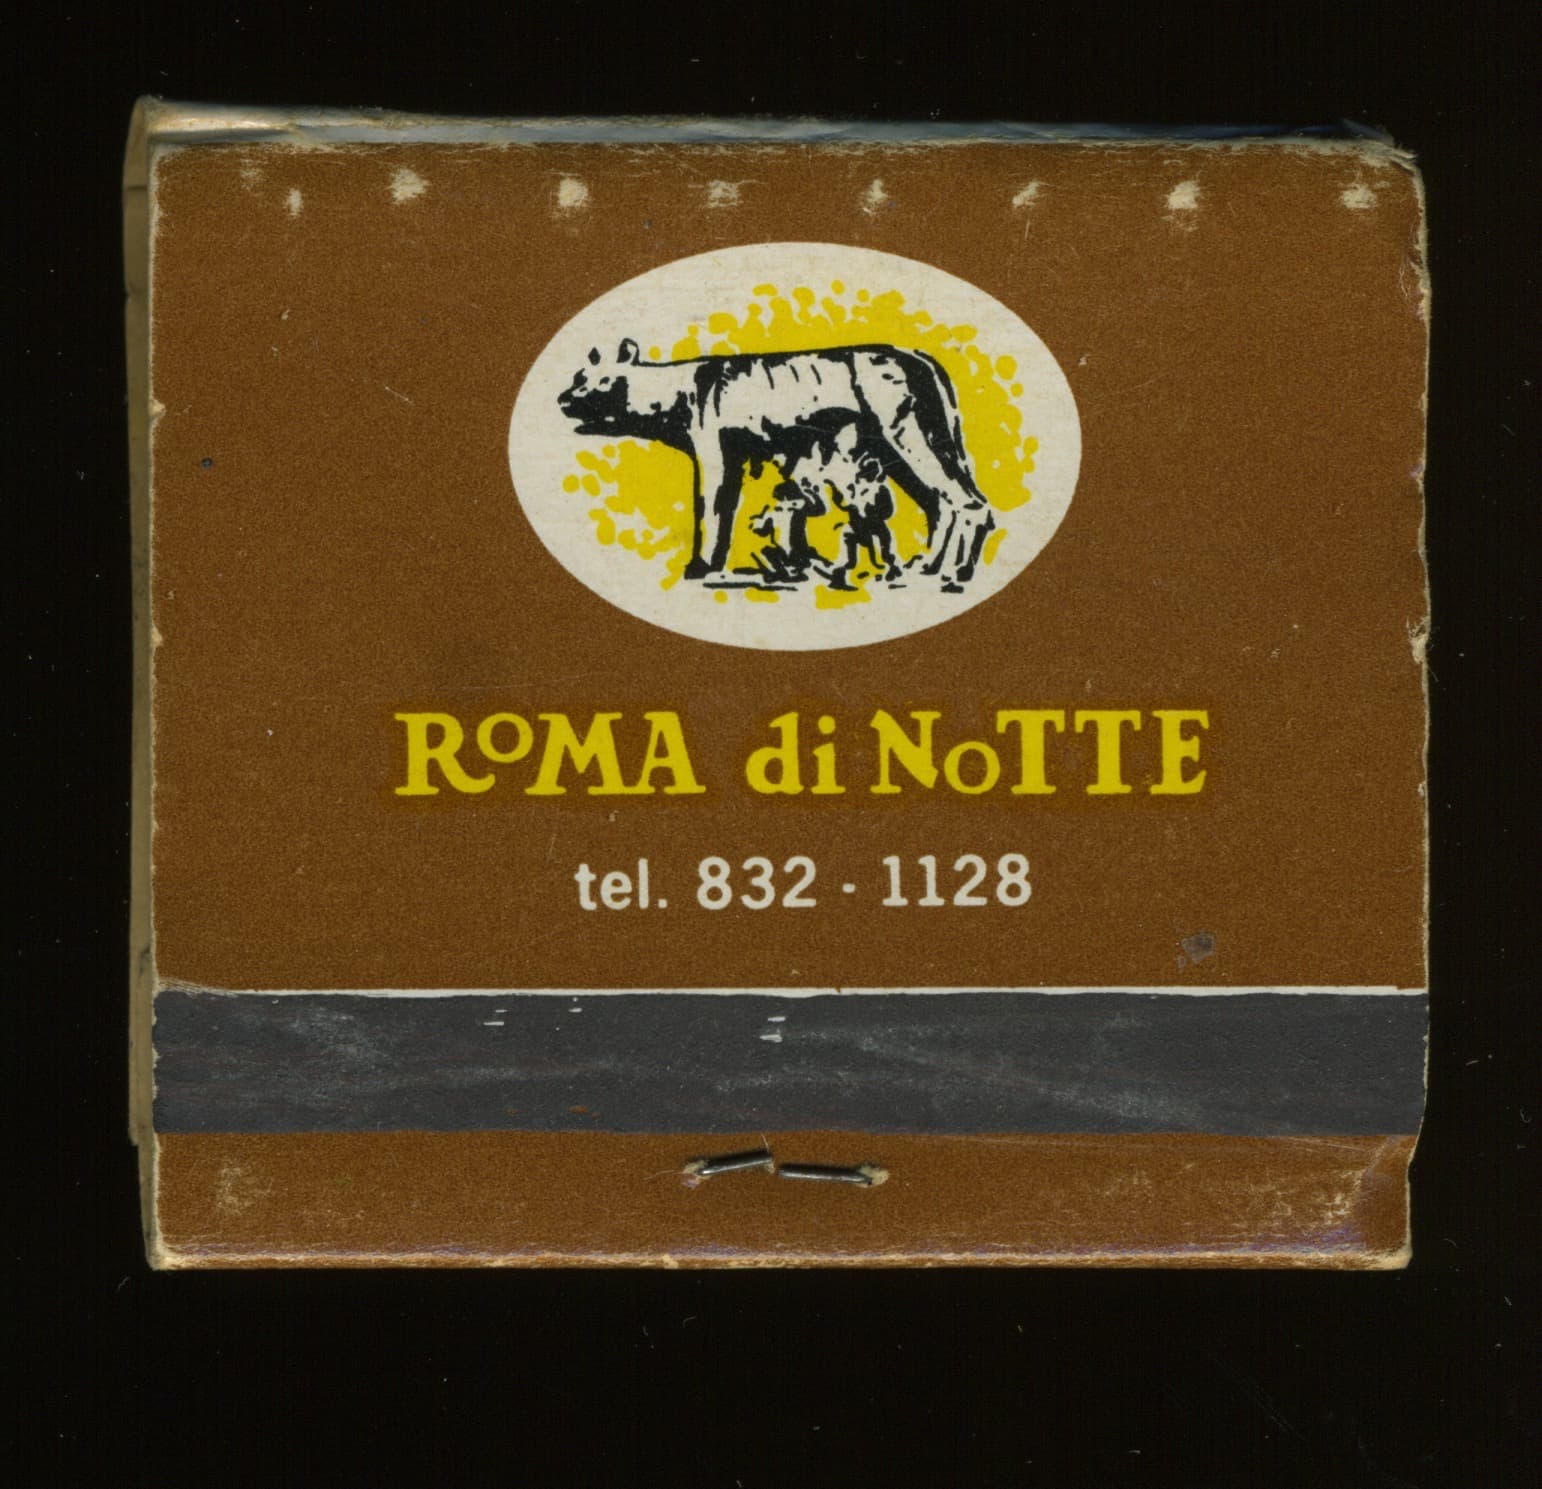 ROMA di NOTTE
tel. 832 - 1128